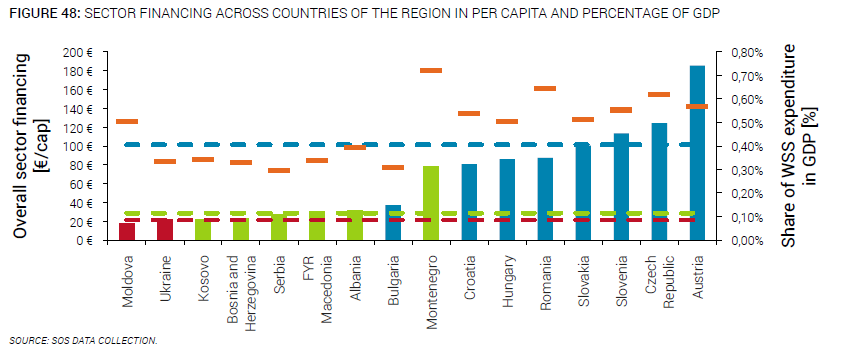 FIGURE 48: SECTOR FINANCING ACROSS COUNTRIES OF THE REGION IN PER CAPITA AND PERCENTAGE OF GDP
Overall sector financing
[€/cap]
200 €
180 €
160 €
140 €
120 €
100 €
80 €
60 €
40 €
20 €
0 €
0,80%
0,70%
0,60%
0,50%
0,40%
0,30%
0,20%
0,10%
0,00%
Share of WSS expenditure
in GDP [%]
Moldova
Ukraine
Kosovo
Bosnia and
Herzegovina
Serbia
FYR
Macedonia
Albania
Bulgaria
Montenegro
Croatia
Hungary
Romania
Slovakia
Slovenia
Czech
Republic
Austria
SOURCE: SOS DATA COLLECTION.